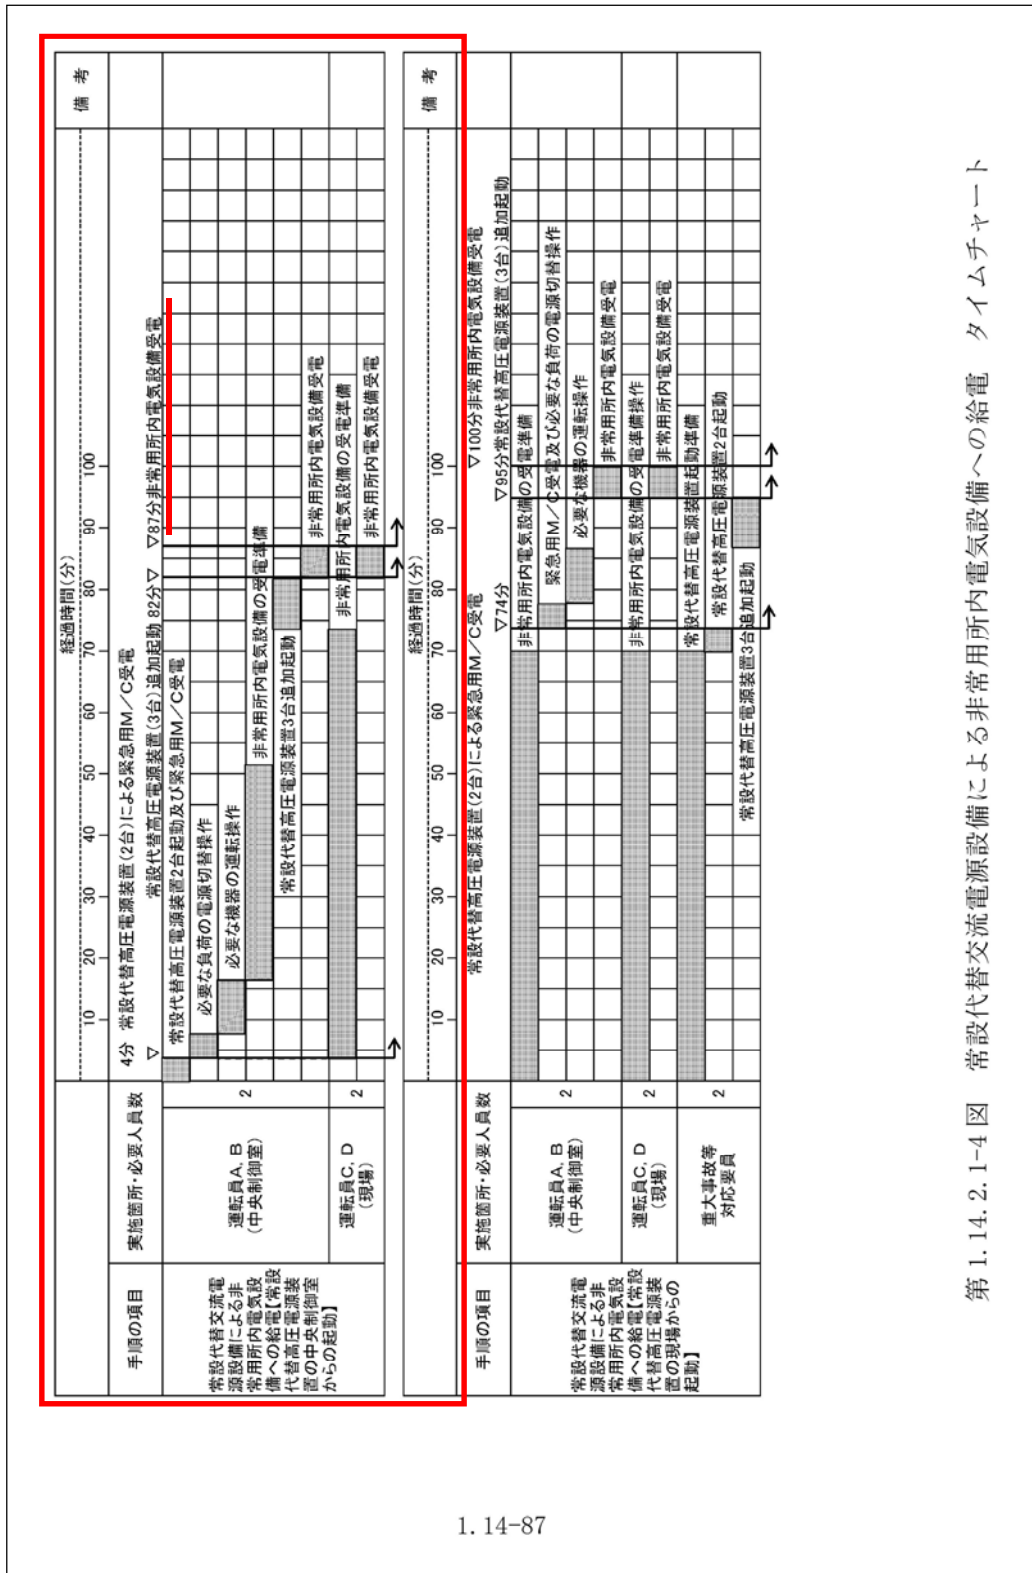 手順の項目
実施箇所・必要人員数
経過時間(分)
備考
10
20
30
40
50
60
70
80
90
100
4分 常設代替高圧電源装置(2台)による緊急用M/C受電
▽
常設代替高圧電源装置(3台)追加起動 82分▽
▽87分非常用所内電気設備受電
常設代替交流電
源設備による非
常用所内電気設
備への給電【常設
代替高圧電源装
置の中央制御室
からの起動】
運転員A,B
(中央制御室)
2
常設代替高圧電源装置2台起動及び緊急用M/C受電
必要な負荷の電源切替操作
必要な機器の運転操作
非常用所内電気設備の受電準備
常設代替高圧電源装置3台追加起動
非常用所内電気設備受電
運転員C,D
(現場)
2
非常用所内電気設備の受電準備
非常用所内電気設備受電
手順の項目
実施箇所・必要人員数
経過時間(分)
備考
10
20
30
40
50
60
70
80
90
100
常設代替高圧電源装置(2台)による緊急用M/C受電
▽74分
▽100分非常用所内電気設備受電
▽95分常設代替高圧電源装置(3台)追加起動
常設代替交流電
源設備による非
常用所内電気設
備への給電【常設
代替高圧電源装
置の現場からの
起動】
運転員A,B
(中央制御室)
2
非常用所内電気設備の受電準備
緊急用M/C受電及び必要な負荷の電源切替操作
必要な機器の運転操作
非常用所内電気設備受電
運転員C,D
(現場)
2
非常用所内電気設備の受電準備操作
非常用所内電気設備受電
重大事故等
対応要員
2
常設代替高圧電源装置起動準備
常設代替高圧電源装置2台起動
常設代替高圧電源装置3台追加起動
第1.14.2.1-4図 常設代替交流電源設備による非常用所内電気設備への給電 タイムチャート
1.14-87